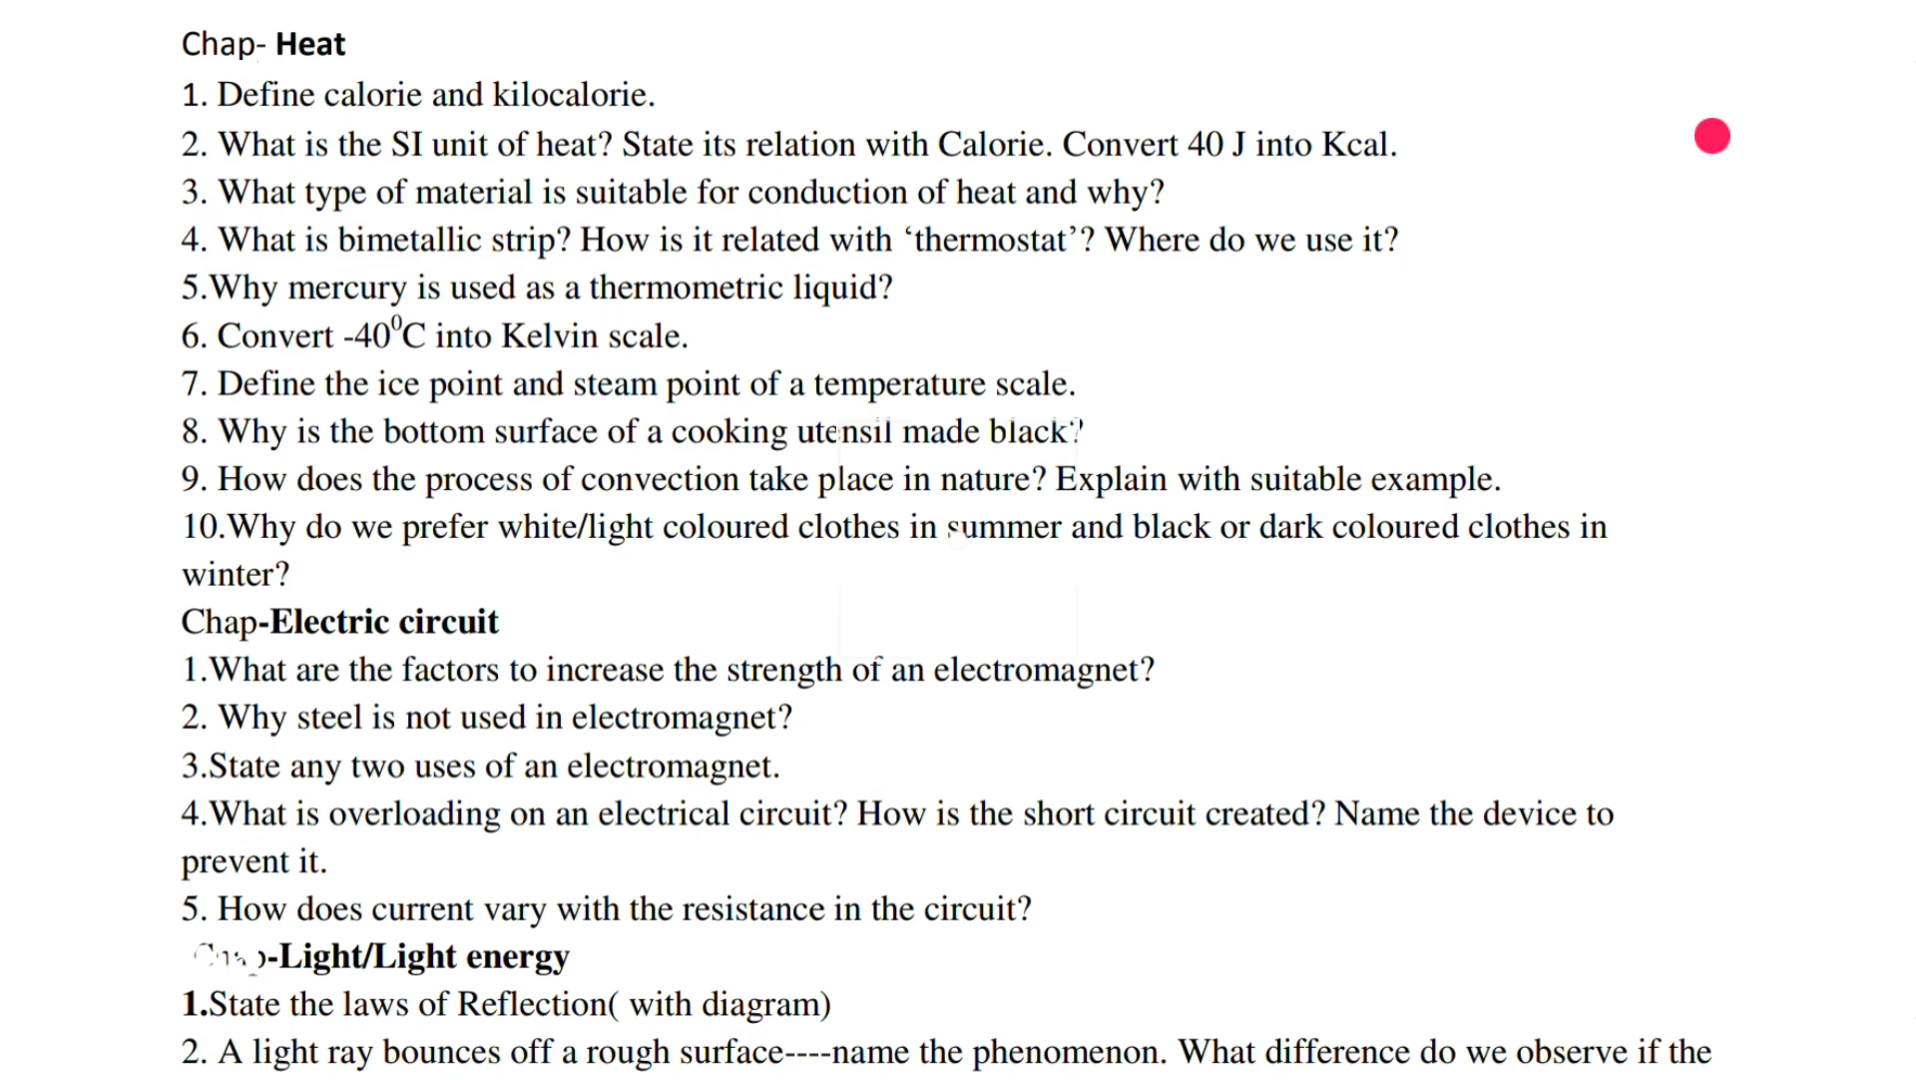 Chap- Heat
1. Define calorie and kilocalorie.
2. What is the SI unit of heat? State its relation with Calorie. Convert 40 J into Kcal.
3. What type of material is suitable for conduction of heat and why?
4. What is bimetallic strip? How is it related with ‘thermostat’? Where do we use it?
5.Why mercury is used as a thermometric liquid?
6. Convert -40⁰C into Kelvin scale.
7. Define the ice point and steam point of a temperature scale.
8. Why is the bottom surface of a cooking utensil made black?
9. How does the process of convection take place in nature? Explain with suitable example.
10.Why do we prefer white/light coloured clothes in summer and black or dark coloured clothes in
winter?
Chap-Electric circuit
1.What are the factors to increase the strength of an electromagnet?
2. Why steel is not used in electromagnet?
3.State any two uses of an electromagnet.
4.What is overloading on an electrical circuit? How is the short circuit created? Name the device to
prevent it.
5. How does current vary with the resistance in the circuit?
Chap-Light/Light energy
1.State the laws of Reflection( with diagram)
2. A light ray bounces off a rough surface----name the phenomenon. What difference do we observe if the